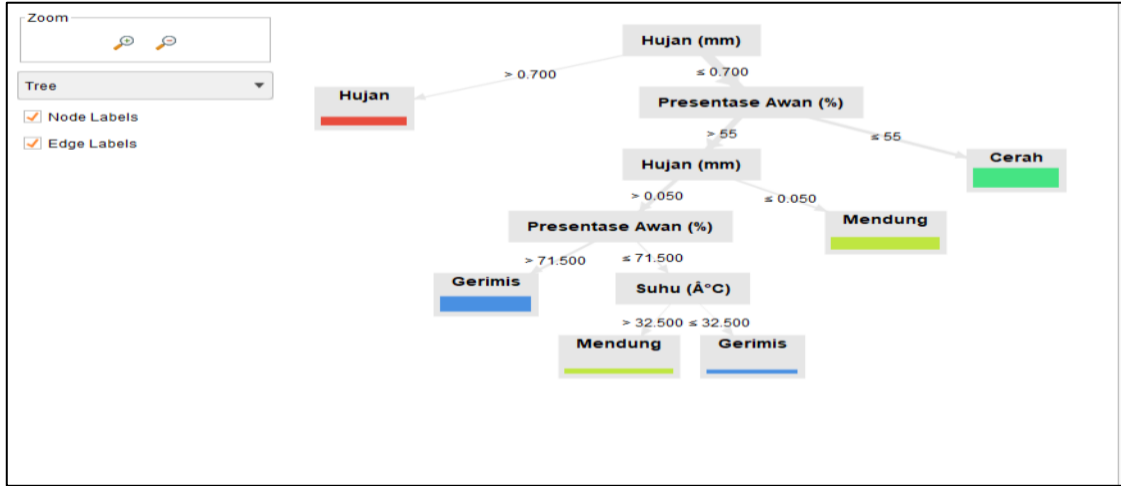 Zoom
Tree
Node Labels
Edge Labels
Hujan (mm)
> 0.700
≤ 0.700
Hujan
Presentase Awan (%)
> 55
≤ 55
Hujan (mm)
Cerah
> 0.050
≤ 0.050
Presentase Awan (%)
Mendung
> 71.500
≤ 71.500
Gerimis
Suhu (Â°C)
> 32.500
≤ 32.500
Mendung
Gerimis